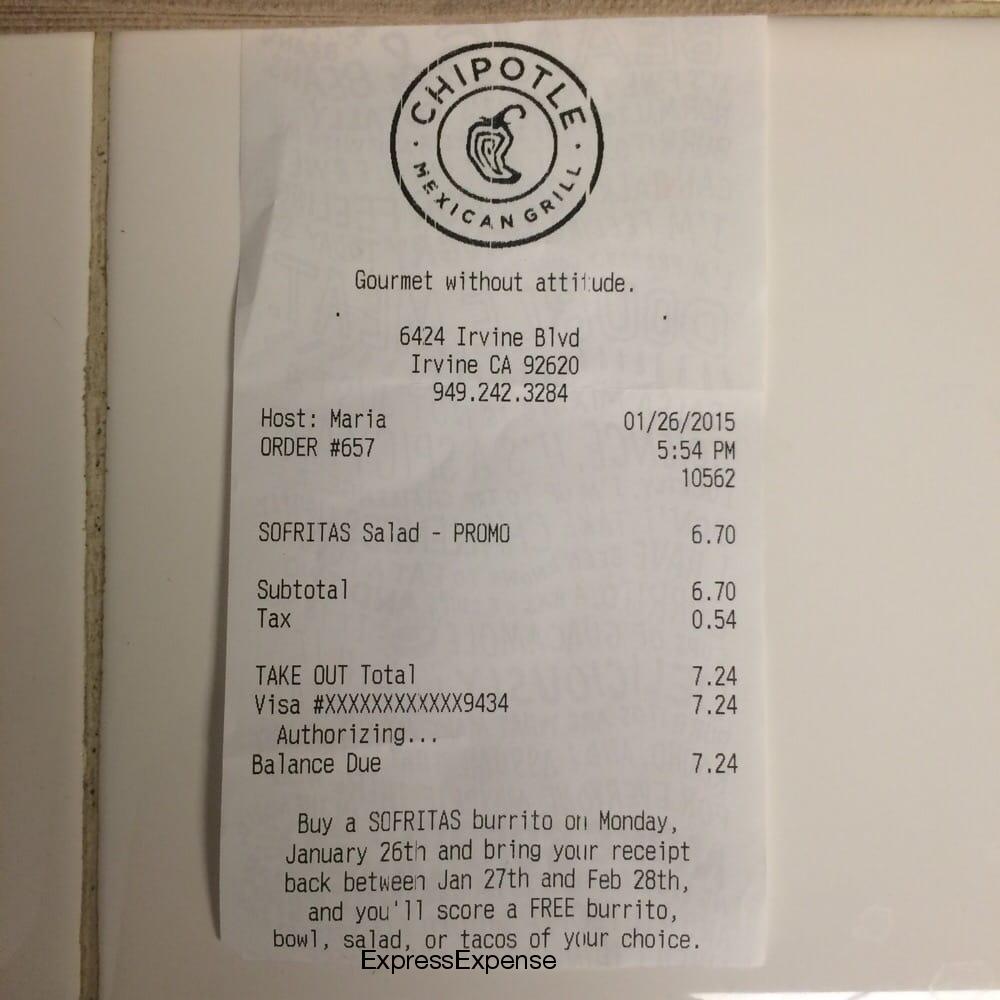 CHIPOTLE
MEXICAN GRILL
Gourmet without attitude.
6424 Irvine Blvd
Irvine CA 92620
949.242.3284
Host: Maria 01/26/2015
ORDER #657 5:54 PM
10562
SOFRITAS Salad - PROMO 6.70
Subtotal 6.70
Tax 0.54
TAKE OUT Total 7.24
Visa #XXXXXXXXXXXX9434 7.24
Authorizing...
Balance Due 7.24
Buy a SOFRITAS burrito on Monday,
January 26th and bring your receipt
back between Jan 27th and Feb 28th,
and you'll score a FREE burrito,
bowl, salad, or tacos of your choice.
ExpressExpense